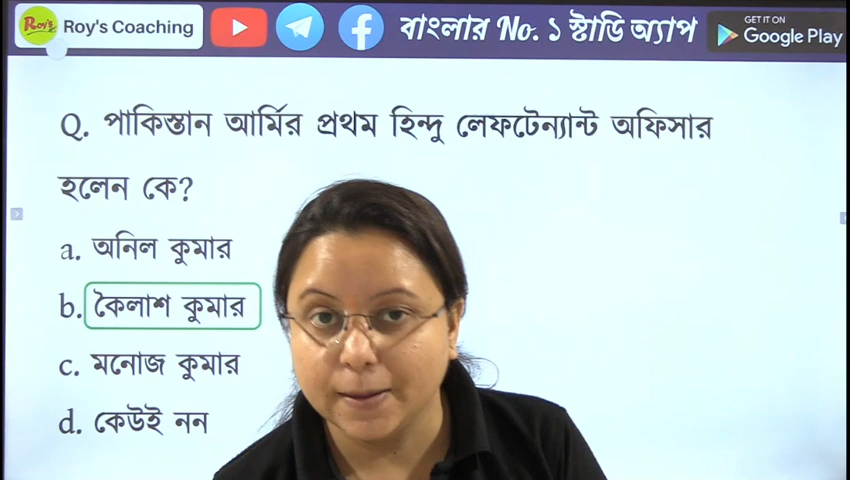 Roy's
Roy's Coaching
বাংলার No. ১ স্টাডি অ্যাপ
GET IT ON
Google Play
Q. পাকিস্তান আর্মির প্রথম হিন্দু লেফটেন্যান্ট অফিসার
হলেন কে?
a. অনিল কুমার
b. কৈলাশ কুমার
c. মনোজ কুমার
d. কেউই নন